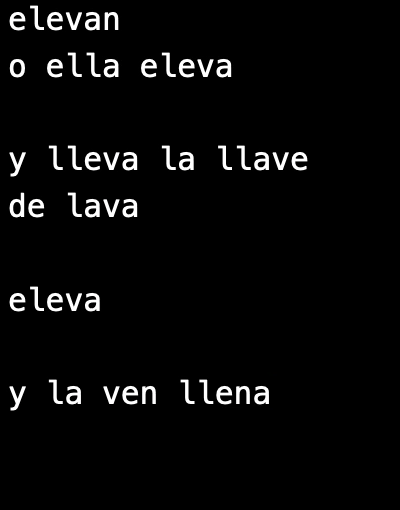 elevan
o ella eleva
y lleva la llave
de lava
eleva
y la ven llena